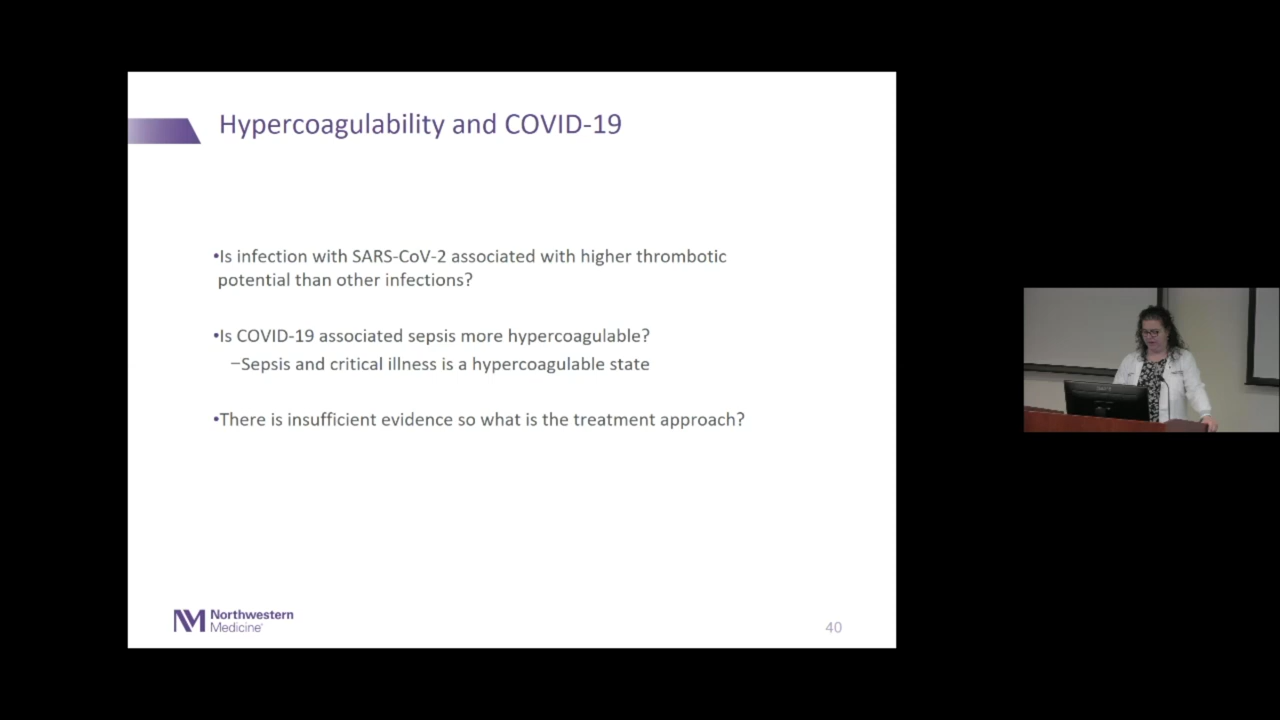 Hypercoagulability and COVID-19
•Is infection with SARS-CoV-2 associated with higher thrombotic
potential than other infections?
•Is COVID-19 associated sepsis more hypercoagulable?
−Sepsis and critical illness is a hypercoagulable state
•There is insufficient evidence so what is the treatment approach?
Northwestern
Medicine
40